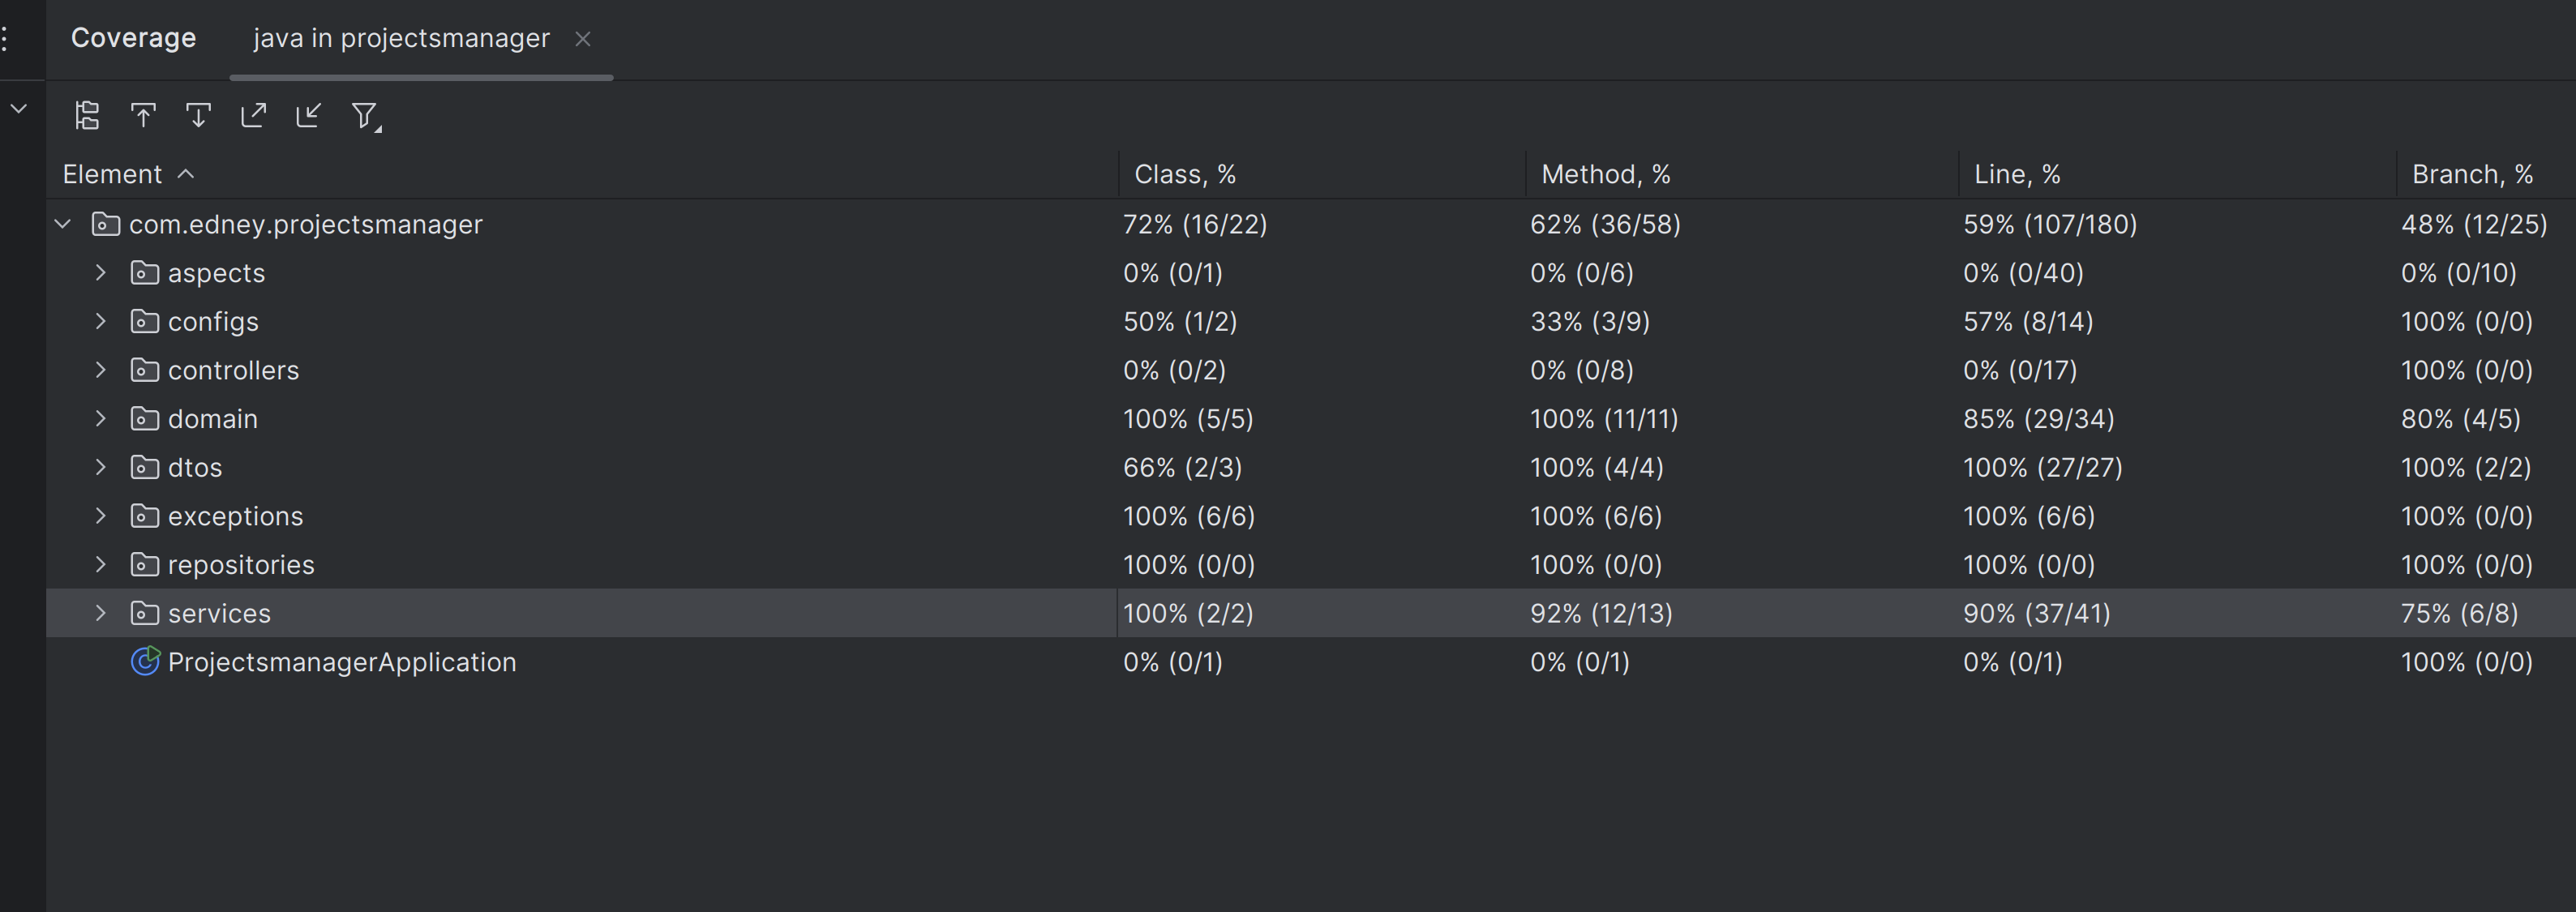 Coverage java in projectsmanager
Element Class, % Method, % Line, % Branch, %
com.edney.projectsmanager 72% (16/22) 62% (36/58) 59% (107/180) 48% (12/25)
aspects 0% (0/1) 0% (0/6) 0% (0/40) 0% (0/10)
configs 50% (1/2) 33% (3/9) 57% (8/14) 100% (0/0)
controllers 0% (0/2) 0% (0/8) 0% (0/17) 100% (0/0)
domain 100% (5/5) 100% (11/11) 85% (29/34) 80% (4/5)
dtos 66% (2/3) 100% (4/4) 100% (27/27) 100% (2/2)
exceptions 100% (6/6) 100% (6/6) 100% (6/6) 100% (0/0)
repositories 100% (0/0) 100% (0/0) 100% (0/0) 100% (0/0)
services 100% (2/2) 92% (12/13) 90% (37/41) 75% (6/8)
ProjectsmanagerApplication 0% (0/1) 0% (0/1) 0% (0/1) 100% (0/0)